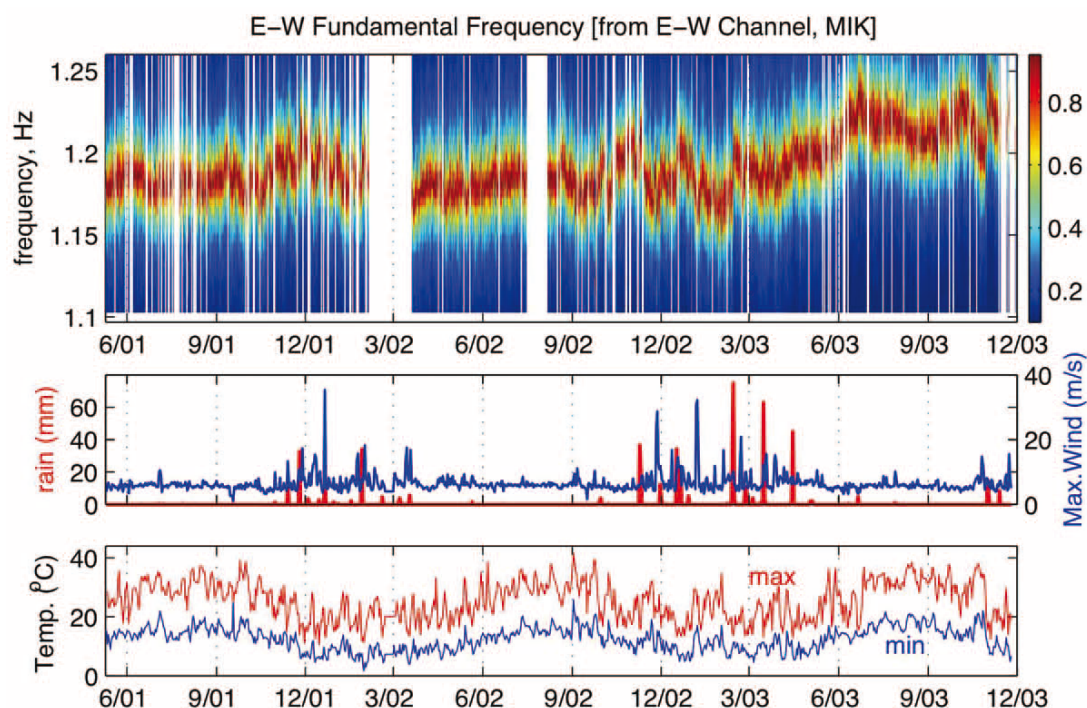 E–W Fundamental Frequency [from E–W Channel, MIK]
frequency, Hz
1.25
1.2
1.15
1.1
0.8
0.6
0.4
0.2
6/01 9/01 12/01 3/02 6/02 9/02 12/02 3/03 6/03 9/03 12/03
rain (mm)
60
40
20
0
40
20
0
Max.Wind (m/s)
Temp. (⁰C)
40
20
0
max
min
6/01 9/01 12/01 3/02 6/02 9/02 12/02 3/03 6/03 9/03 12/03